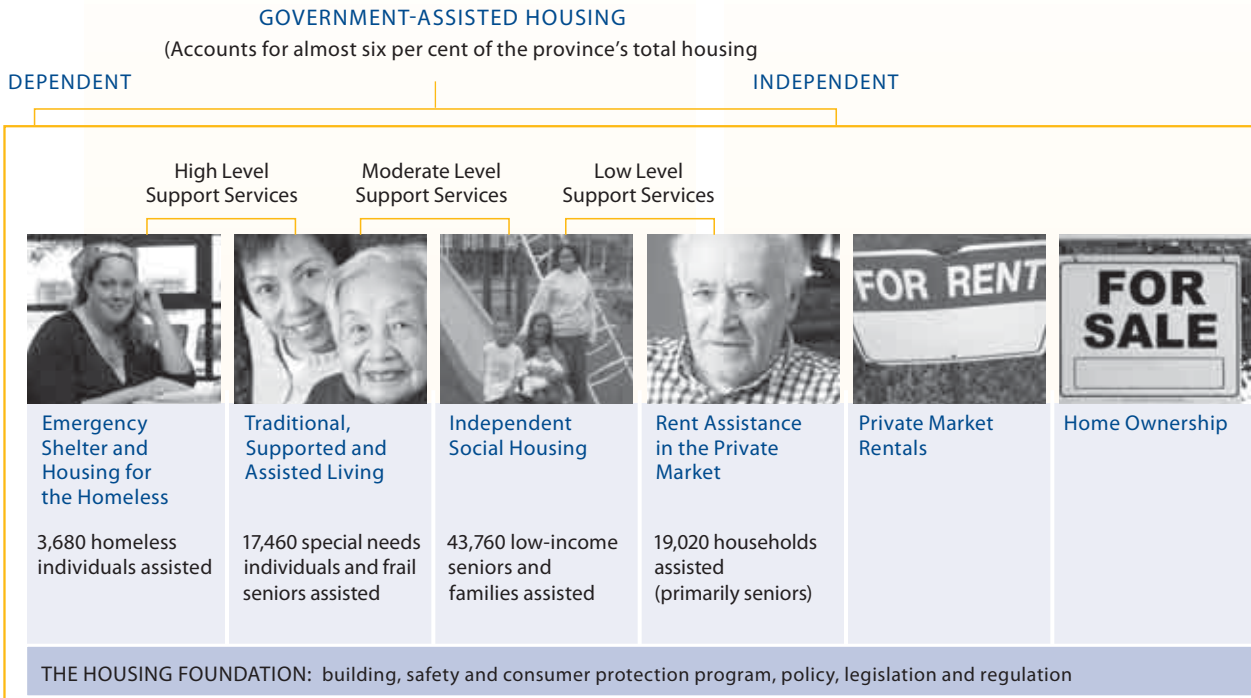 GOVERNMENT-ASSISTED HOUSING
(Accounts for almost six per cent of the province's total housing
DEPENDENT
INDEPENDENT
High Level
Support Services
Moderate Level
Support Services
Low Level
Support Services
FOR RENT
FOR
SALE
Emergency
Shelter and
Housing for
the Homeless
3,680 homeless
individuals assisted
Traditional,
Supported and
Assisted Living
17,460 special needs
individuals and frail
seniors assisted
Independent
Social Housing
43,760 low-income
seniors and
families assisted
Rent Assistance
in the Private
Market
19,020 households
assisted
(primarily seniors)
Private Market
Rentals
Home Ownership
THE HOUSING FOUNDATION: building, safety and consumer protection program, policy, legislation and regulation